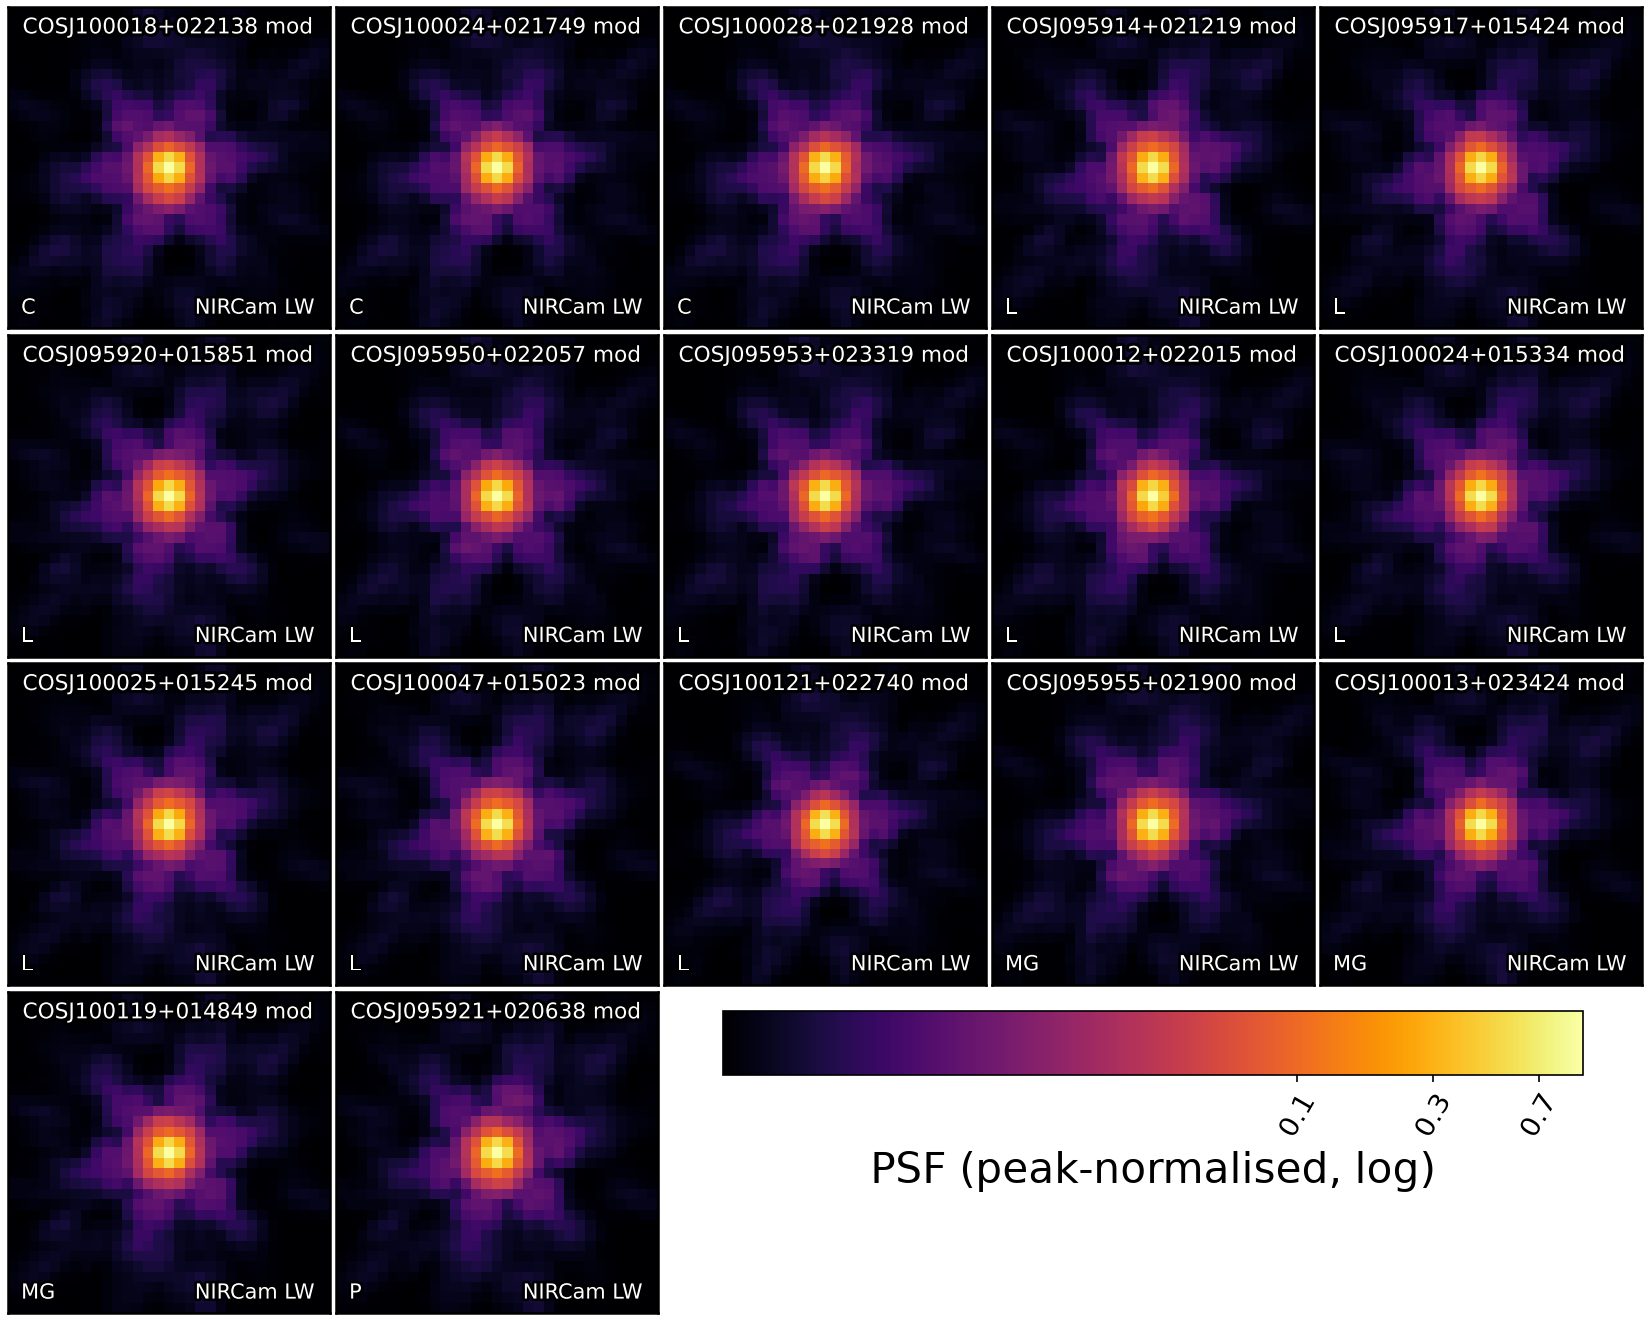 COSJ100018+022138 mod
C NIRCam LW
COSJ100024+021749 mod
C NIRCam LW
COSJ100028+021928 mod
C NIRCam LW
COSJ095914+021219 mod
L NIRCam LW
COSJ095917+015424 mod
L NIRCam LW
COSJ095920+015851 mod
L NIRCam LW
COSJ095950+022057 mod
L NIRCam LW
COSJ095953+023319 mod
L NIRCam LW
COSJ100012+022015 mod
L NIRCam LW
COSJ100024+015334 mod
L NIRCam LW
COSJ100025+015245 mod
L NIRCam LW
COSJ100047+015023 mod
L NIRCam LW
COSJ100121+022740 mod
L NIRCam LW
COSJ095955+021900 mod
MG NIRCam LW
COSJ100013+023424 mod
MG NIRCam LW
COSJ100119+014849 mod
MG NIRCam LW
COSJ095921+020638 mod
P NIRCam LW
0.1 0.3 0.7
PSF (peak-normalised, log)